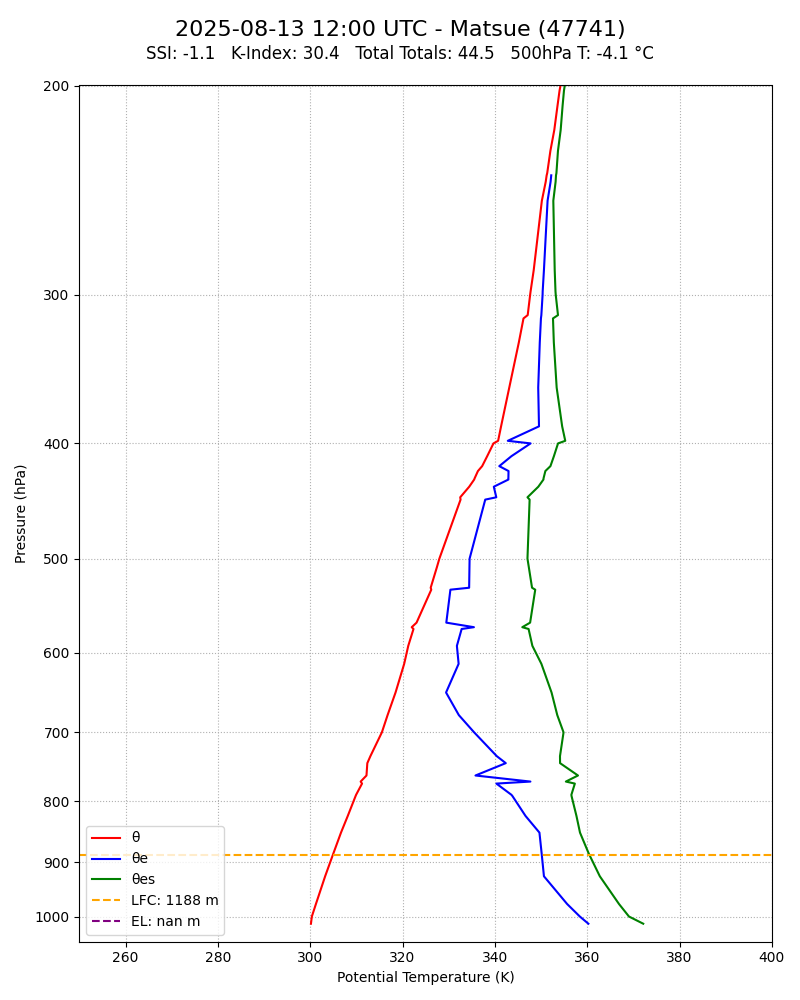 2025-08-13 12:00 UTC - Matsue (47741)
SSI: -1.1 K-Index: 30.4 Total Totals: 44.5 500hPa T: -4.1 °C
200
300
400
500
600
700
800
900
1000
Pressure (hPa)
θ
θe
θes
LFC: 1188 m
EL: nan m
260 280 300 320 340 360 380 400
Potential Temperature (K)